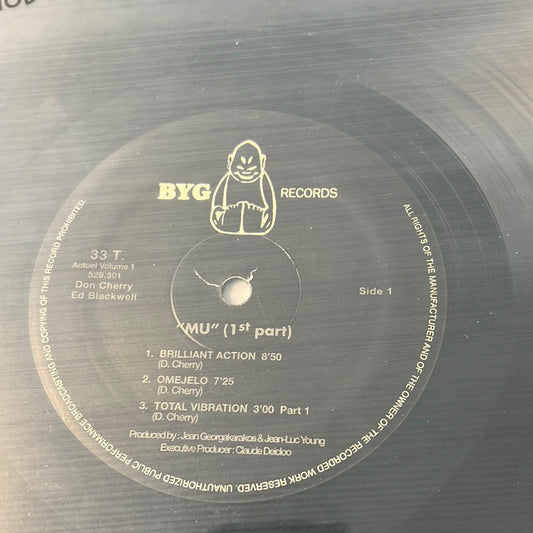 BYG RECORDS
33 T.
Actuel Volume 1
529.301
Don Cherry
Ed Blackwell
Side 1
"MU" (1st part)
1. BRILLIANT ACTION 8'50
(D. Cherry)
2. OMEJELO 7'25
(D. Cherry)
3. TOTAL VIBRATION 3'00 Part 1
(D. Cherry)
Produced by : Jean Georgakarakos & Jean-Luc Young
Executive Producer : Claude Delcloo
ALL RIGHTS OF THE MANUFACTURER AND OF THE OWNER OF THE RECORDED WORK RESERVED. UNAUTHORIZED PUBLIC PERFORMANCE BROADCASTING AND COPYING OF THIS RECORD PROHIBITED.